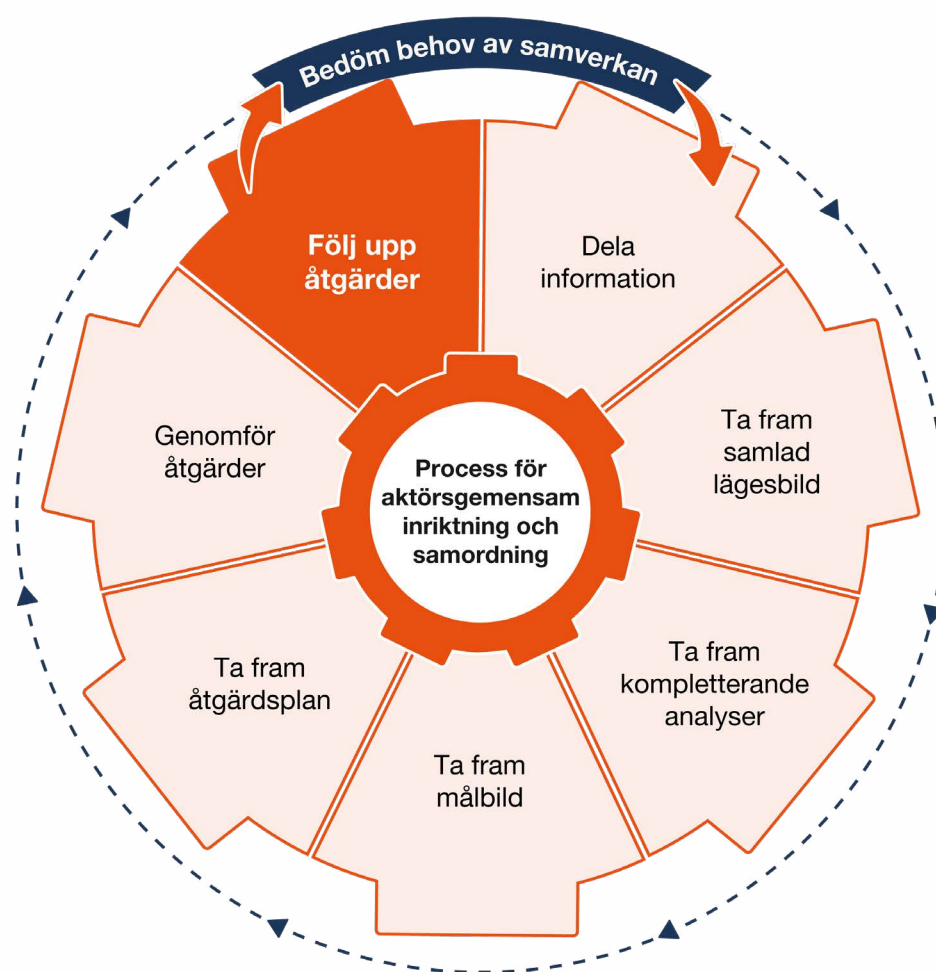 Bedöm behov av samverkan
Följ upp
åtgärder
Dela
information
Ta fram
samlad
lägesbild
Ta fram
kompletterande
analyser
Ta fram
målbild
Ta fram
åtgärdsplan
Genomför
åtgärder
Process för
aktörsgemensam
inriktning och
samordning